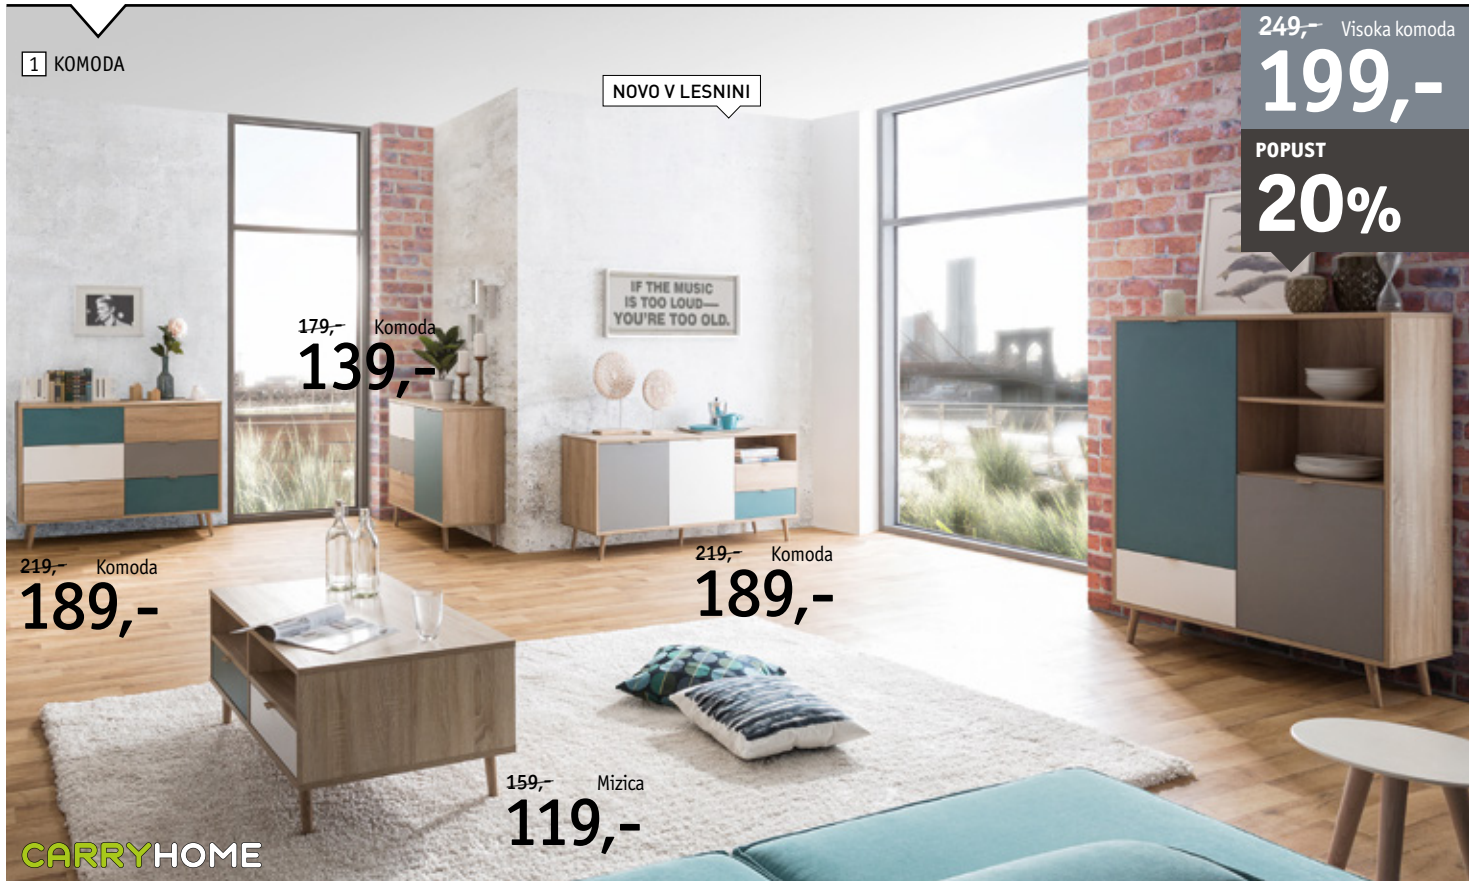 1 KOMODA
NOVO V LESNINI
249,- Visoka komoda
199,-
POPUST
20%
IF THE MUSIC
IS TOO LOUD—
YOU'RE TOO OLD.
179,- Komoda
139,-
219,- Komoda
189,-
219,- Komoda
189,-
159,- Mizica
119,-
CARRYHOME